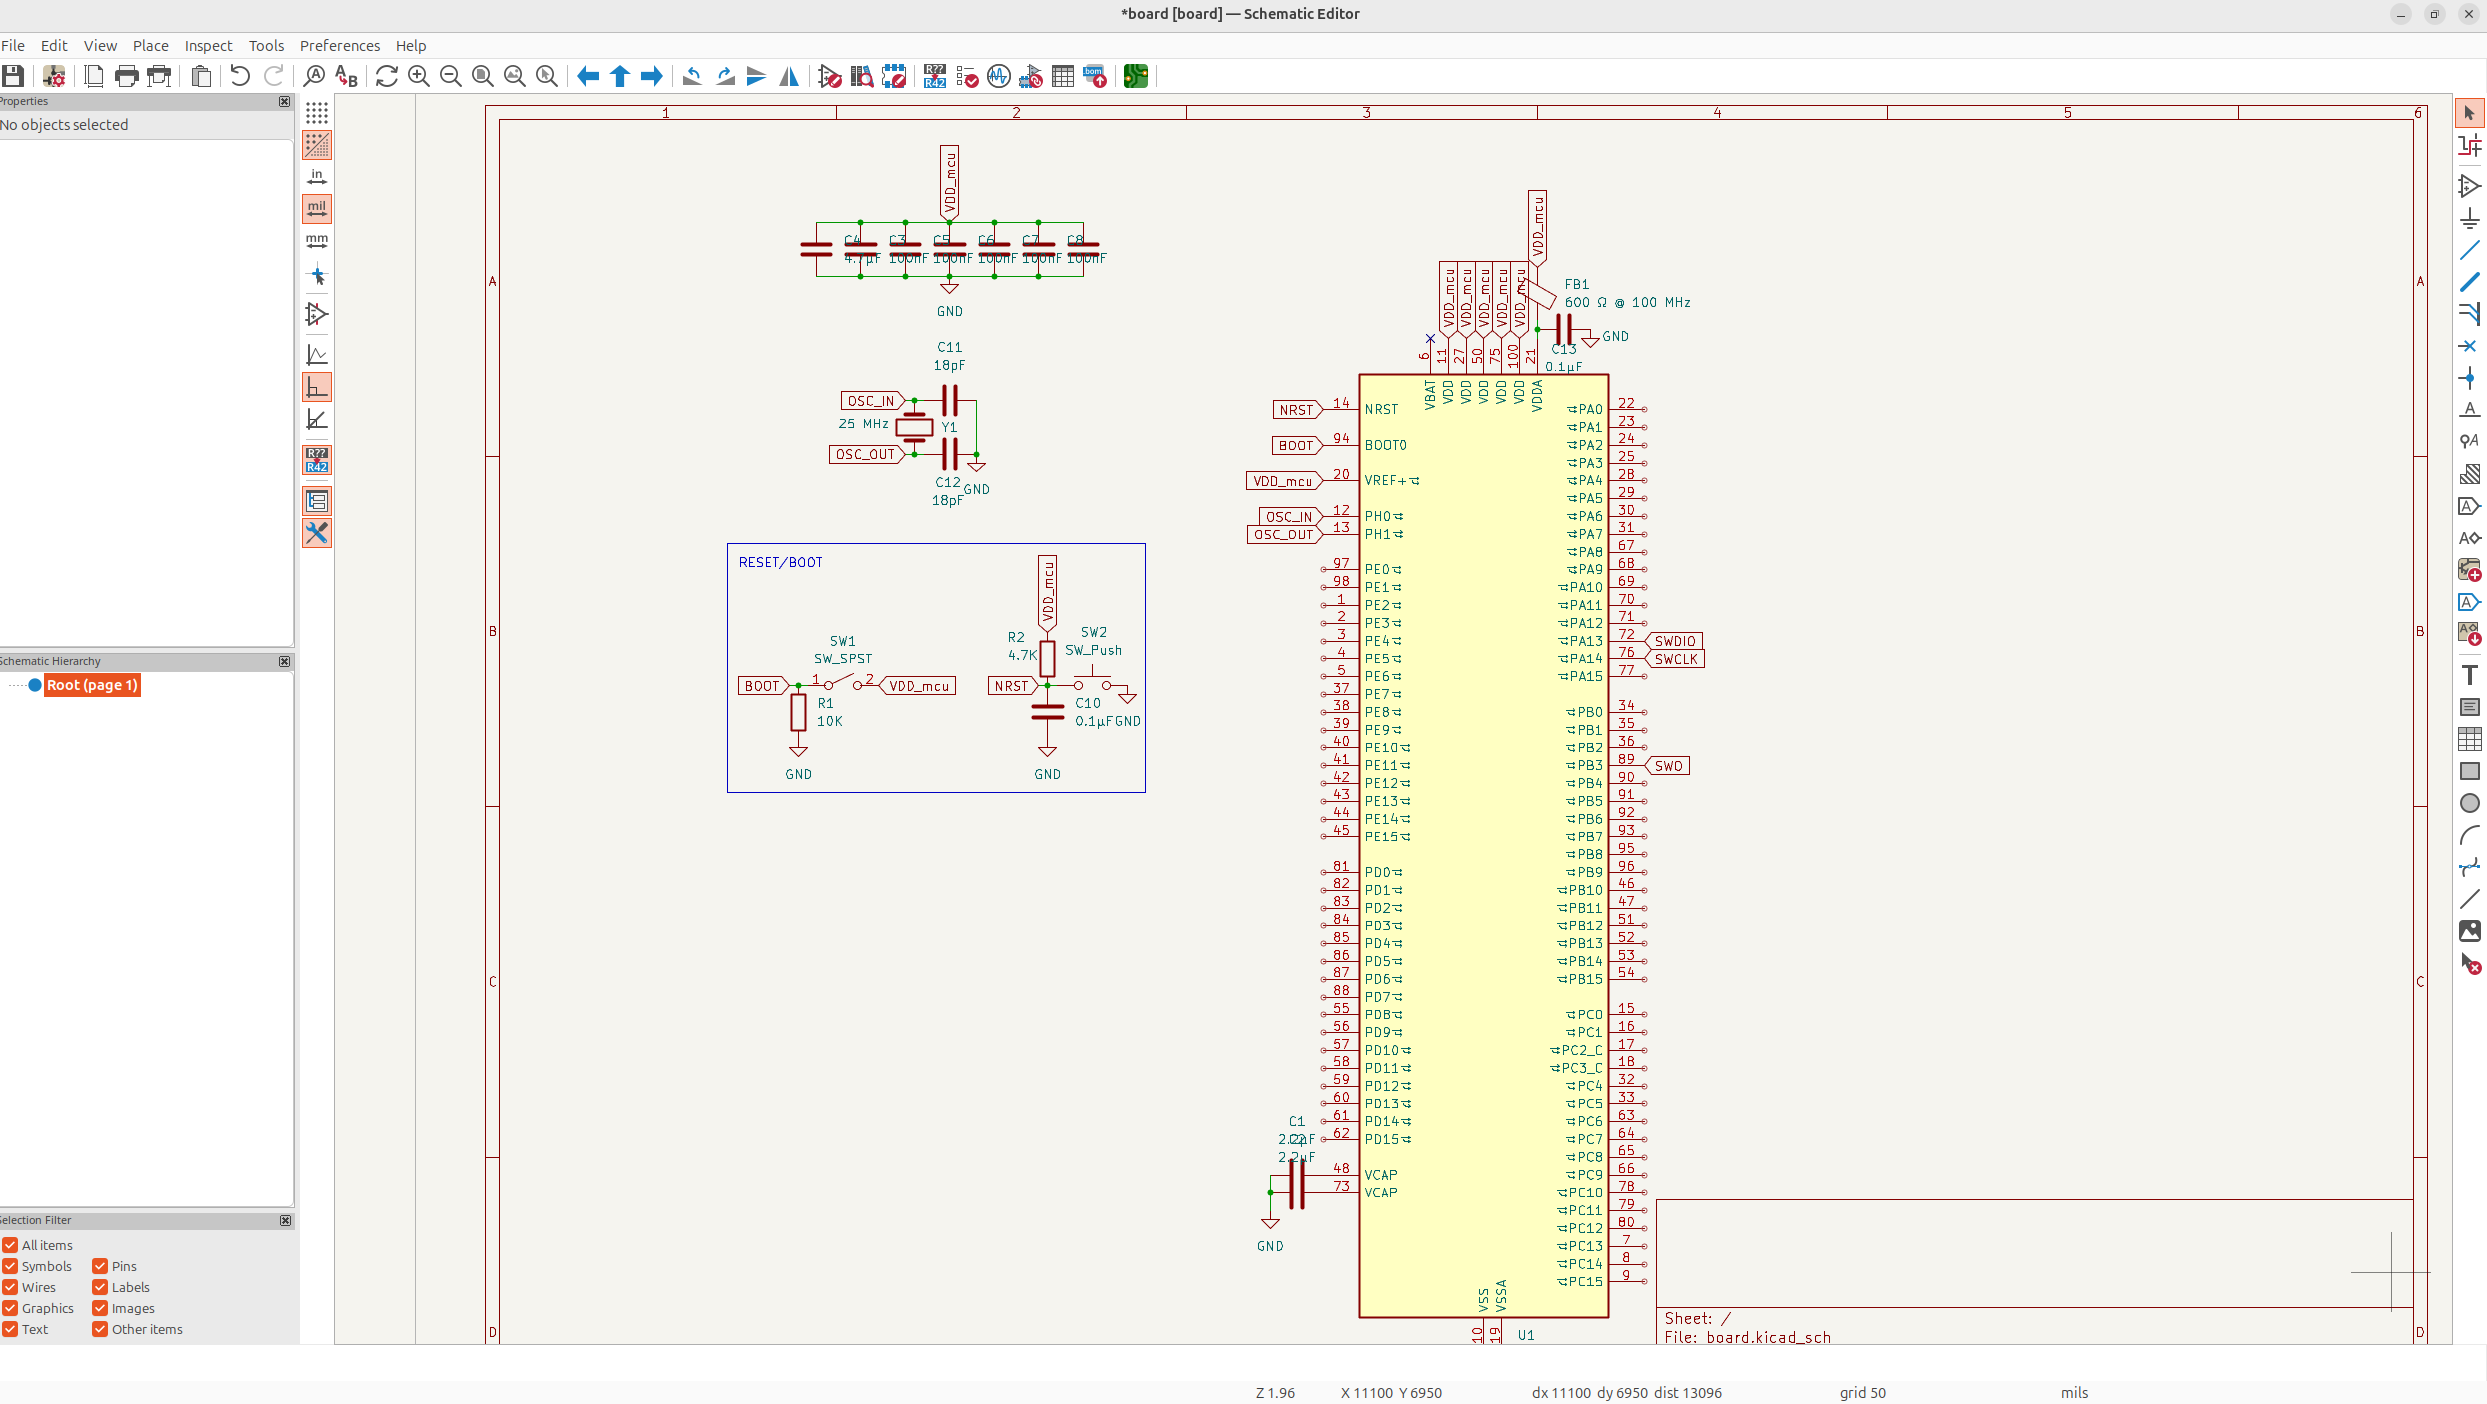 *board [board] — Schematic Editor
File Edit View Place Inspect Tools Preferences Help
Properties
No objects selected
Schematic Hierarchy
Root (page 1)
Selection Filter
All items
Symbols Pins
Wires Labels
Graphics Images
Text Other items
in
mil
mm
R??
R42
1 2 3 4 5 6
A A
B B
C C
D D
VDD_mcu
C4 C3 C5 C6 C7 C8
100nF 100nF 100nF 100nF 100nF
GND
C11
18pF
OSC_IN
25 MHz Y1
OSC_OUT
C12
18pF GND
RESET/BOOT
VDD_mcu
SW1
SW_SPST
BOOT 1 2 VDD_mcu
R1
10K
GND
R2
4.7K
SW2
SW_Push
NRST
C10
0.1µF GND
GND
VDD_mcu
VDD_mcu VDD_mcu VDD_mcu VDD_mcu VDD_mcu
FB1
600 Ω @ 100 MHz
GND
C13
0.1µF
6 11 27 50 75 100 21
VBAT VDD VDD VDD VDD VDD VDDA
NRST 14 NRST
BOOT 94 BOOT0
VDD_mcu 20 VREF+
OSC_IN 12 PH0
OSC_OUT 13 PH1
97 PE0
98 PE1
1 PE2
2 PE3
3 PE4
4 PE5
5 PE6
37 PE7
38 PE8
39 PE9
40 PE10
41 PE11
42 PE12
43 PE13
44 PE14
45 PE15
81 PD0
82 PD1
83 PD2
84 PD3
85 PD4
86 PD5
87 PD6
88 PD7
55 PD8
56 PD9
57 PD10
58 PD11
59 PD12
60 PD13
61 PD14
62 PD15
C1
2.2µF
48 VCAP
73 VCAP
GND
PA0 22
PA1 23
PA2 24
PA3 25
PA4 28
PA5 29
PA6 30
PA7 31
PA8 67
PA9 68
PA10 69
PA11 70
PA12 71
PA13 72 SWDIO
PA14 76 SWCLK
PA15 77
PB0 34
PB1 35
PB2 36
PB3 89 SWO
PB4 90
PB5 91
PB6 92
PB7 93
PB8 95
PB9 96
PB10 46
PB11 47
PB12 51
PB13 52
PB14 53
PB15 54
PC0 15
PC1 16
PC2_C 17
PC3_C 18
PC4 32
PC5 33
PC6 63
PC7 64
PC8 65
PC9 66
PC10 78
PC11 79
PC12 80
PC13 7
PC14 8
PC15 9
VSS VSSA
10 19 U1
Sheet: /
File: board.kicad_sch
Z 1.96 X 11100 Y 6950 dx 11100 dy 6950 dist 13096 grid 50 mils